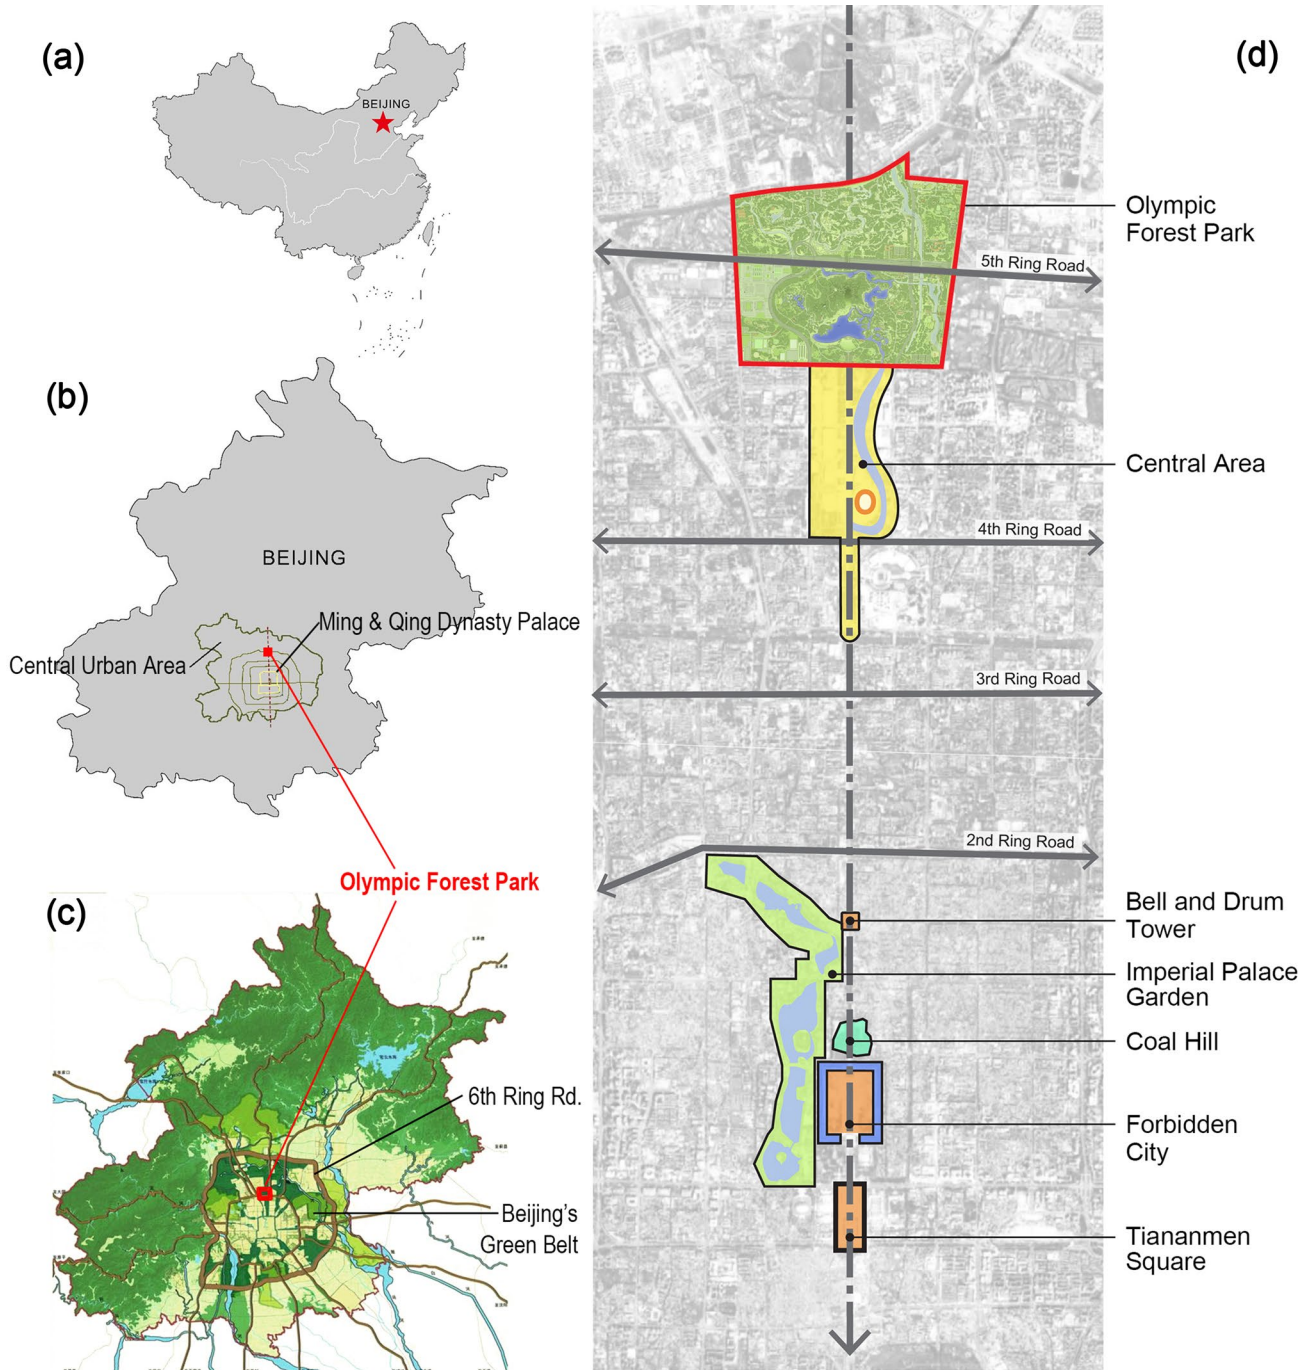 (a)
BEIJING
(b)
BEIJING
Ming & Qing Dynasty Palace
Central Urban Area
Olympic Forest Park
(c)
6th Ring Rd.
Beijing's
Green Belt
(d)
Olympic
Forest Park
5th Ring Road
Central Area
4th Ring Road
3rd Ring Road
2nd Ring Road
Bell and Drum
Tower
Imperial Palace
Garden
Coal Hill
Forbidden
City
Tiananmen
Square